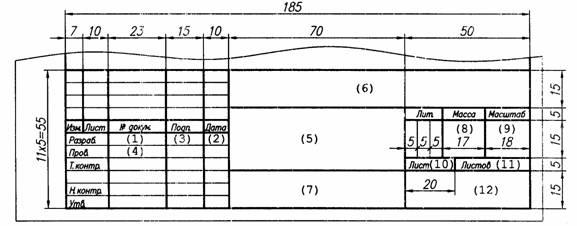 185
7 10 23 15 10 70 50
11x5=55
(6)
15
Лит. Масса Масштаб
5
(8) (9)
Изм. Лист № докум. Подп. Дата
Разраб. (1) (3) (2)
(5)
5 5 5 17 18
15
Пров. (4)
Т.контр.
Лист(10) Листов (11)
5
20
(7)
(12)
15
Н.контр.
Утв.